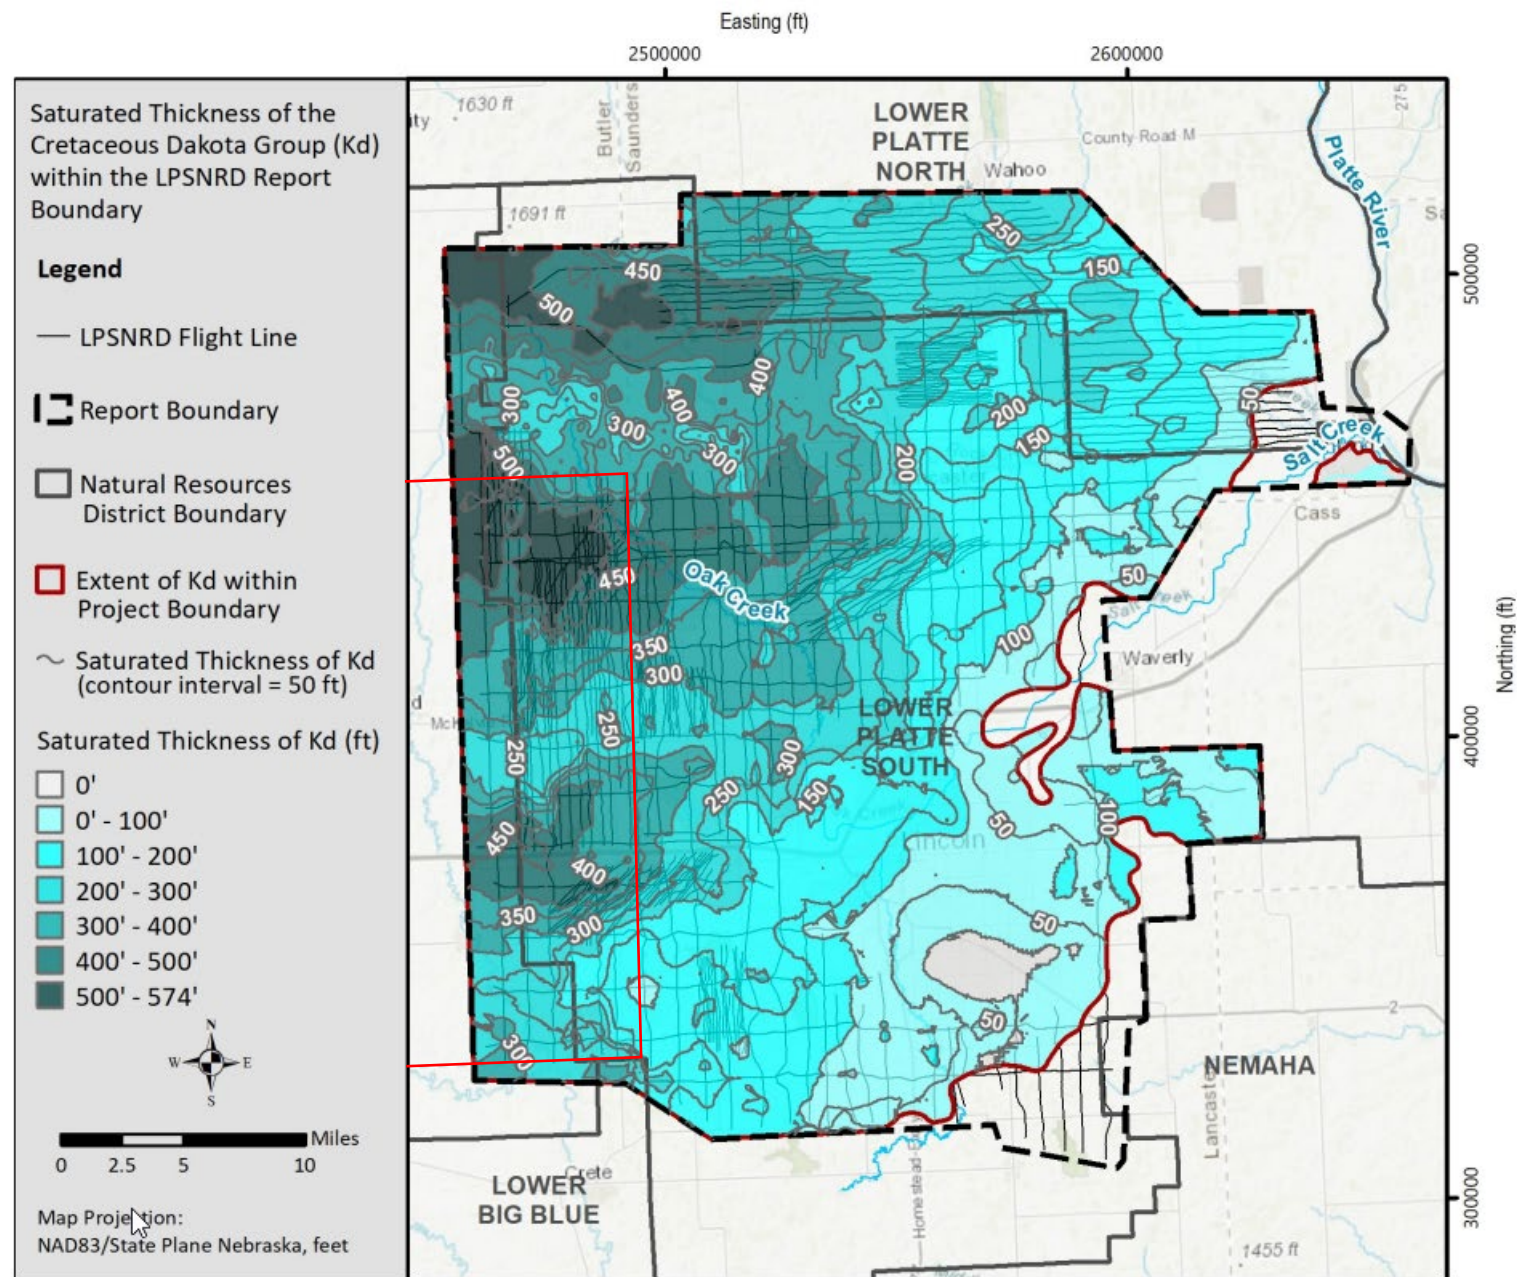 Easting (ft)
2500000
2600000
Saturated Thickness of the
Cretaceous Dakota Group (Kd)
within the LPSNRD Report
Boundary
Legend
LPSNRD Flight Line
Report Boundary
Natural Resources
District Boundary
Extent of Kd within
Project Boundary
Saturated Thickness of Kd
(contour interval = 50 ft)
Saturated Thickness of Kd (ft)
0'
0' - 100'
100' - 200'
200' - 300'
300' - 400'
400' - 500'
500' - 574'
N
W
E
S
Miles
0
2.5
5
10
Map Projection:
NAD83/State Plane Nebraska, feet
1630 ft
ity
Butler
Saunders
LOWER
PLATTE
NORTH
Wahoo
County Road M
275
Platte River
1691 ft
250
150
450
500
500000
400
300
400
300
300
500
200
150
200
50
Salt Creek
Cass
450
Oak Creek
50
Salt Creek
100
Waverly
350
300
250
250
LOWER
PLATTE
SOUTH
300
250
150
400000
Northing (ft)
50
100
450
400
350
300
50
50
300
2
NEMAHA
Lancaster
Crete
LOWER
BIG BLUE
300000
1455 ft